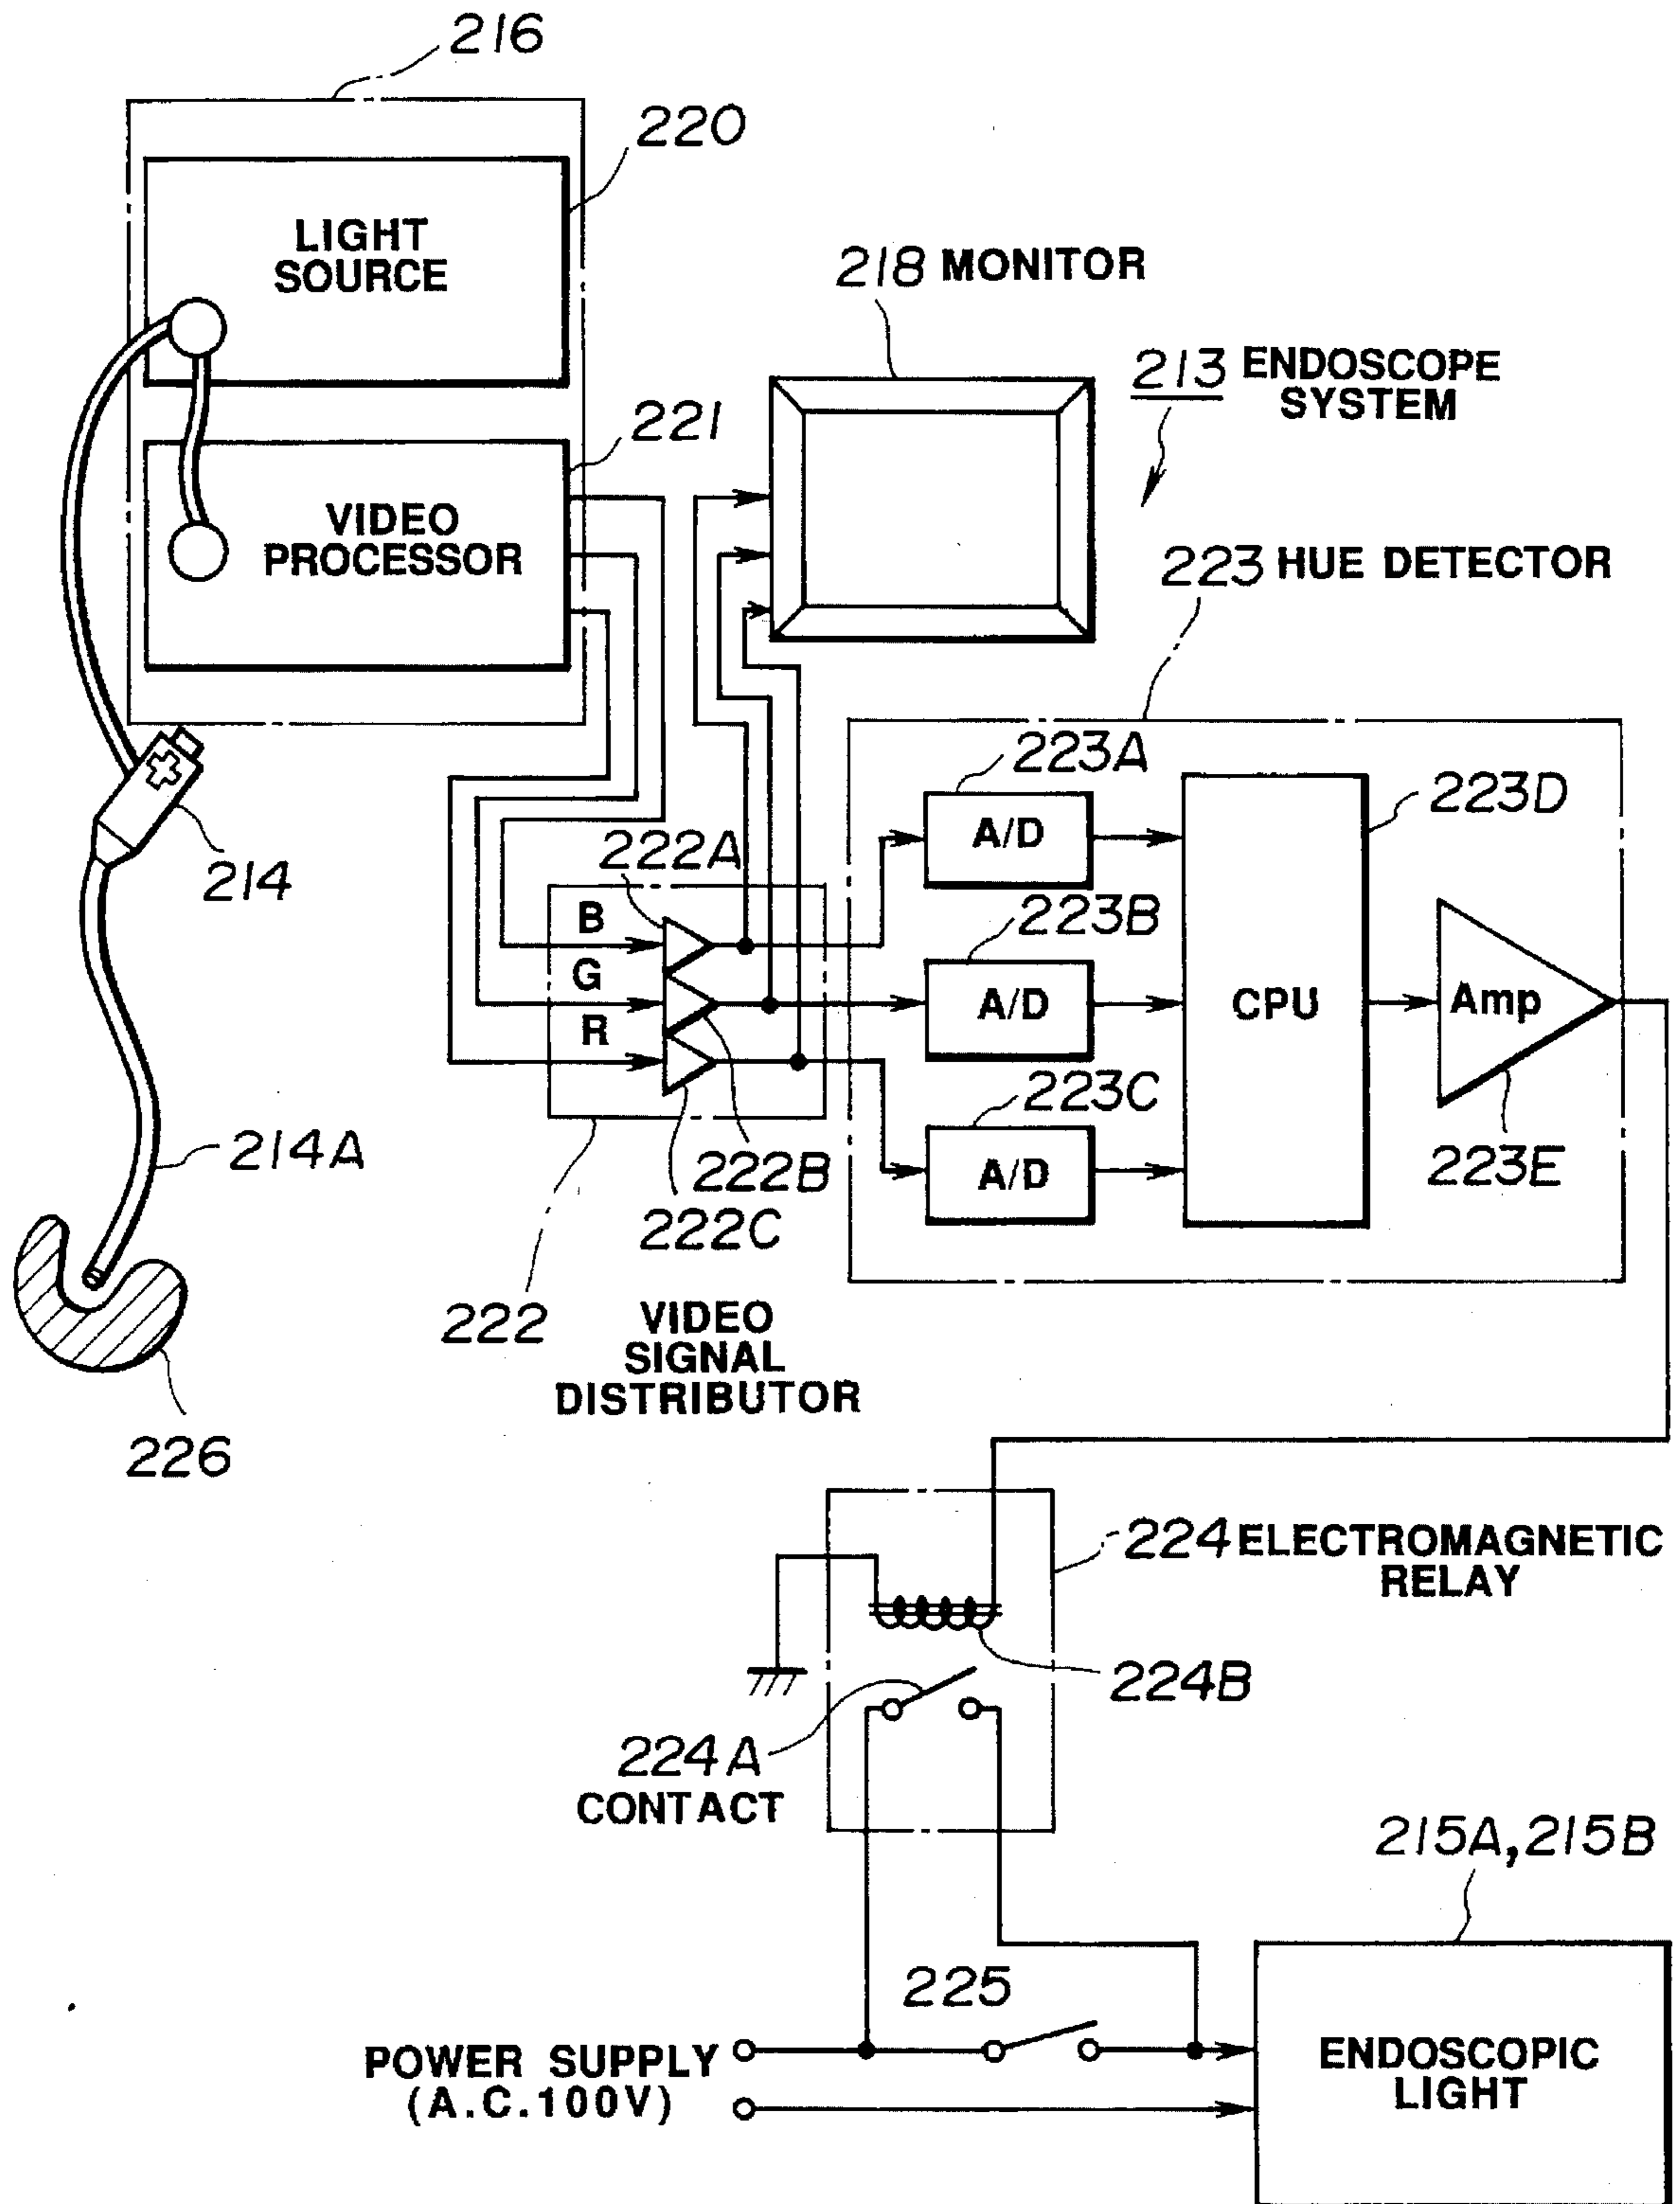 216
220
LIGHT
SOURCE
218 MONITOR
213 ENDOSCOPE
SYSTEM
221
VIDEO
PROCESSOR
223 HUE DETECTOR
223A
A/D
223D
214
222A
B
223B
G
A/D
CPU
Amp
R
223C
214A
222B
A/D
223E
222C
222 VIDEO
SIGNAL
DISTRIBUTOR
226
224 ELECTROMAGNETIC
RELAY
224B
224A
CONTACT
215A, 215B
225
POWER SUPPLY
(A.C.100V)
ENDOSCOPIC
LIGHT